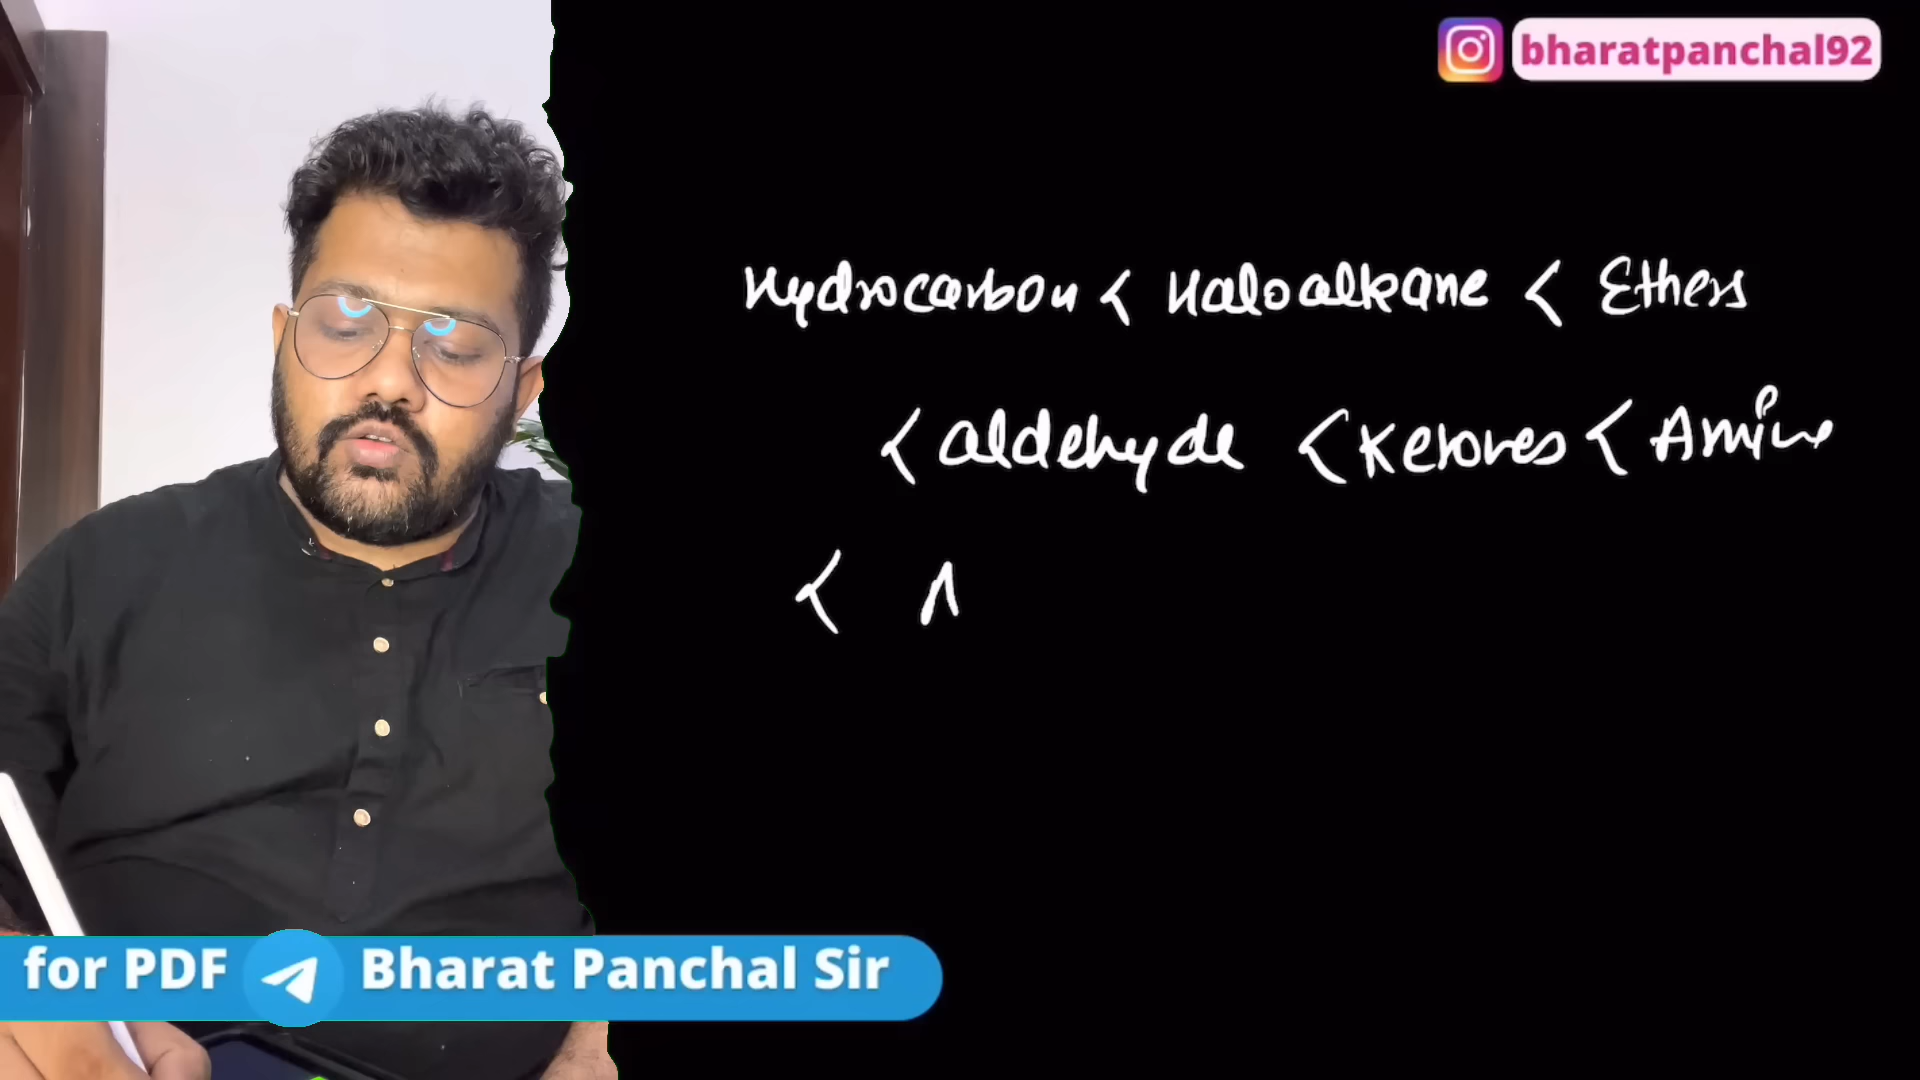 bharatpanchal92
Hydrocarbon < Haloalkane < Ethers
< aldehyde < Ketones < Amine
< A
for PDF Bharat Panchal Sir